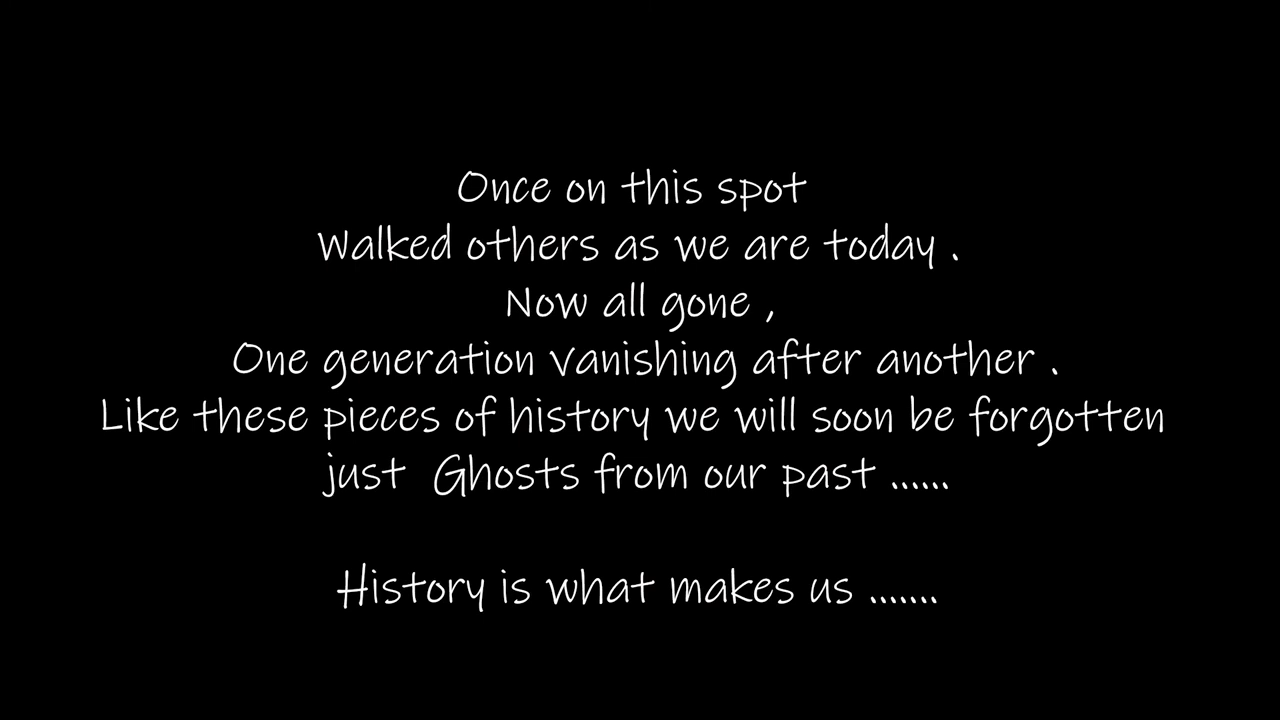 Once on this spot
Walked others as we are today .
Now all gone ,
One generation vanishing after another .
Like these pieces of history we will soon be forgotten
just  Ghosts from our past ......
History is what makes us .......